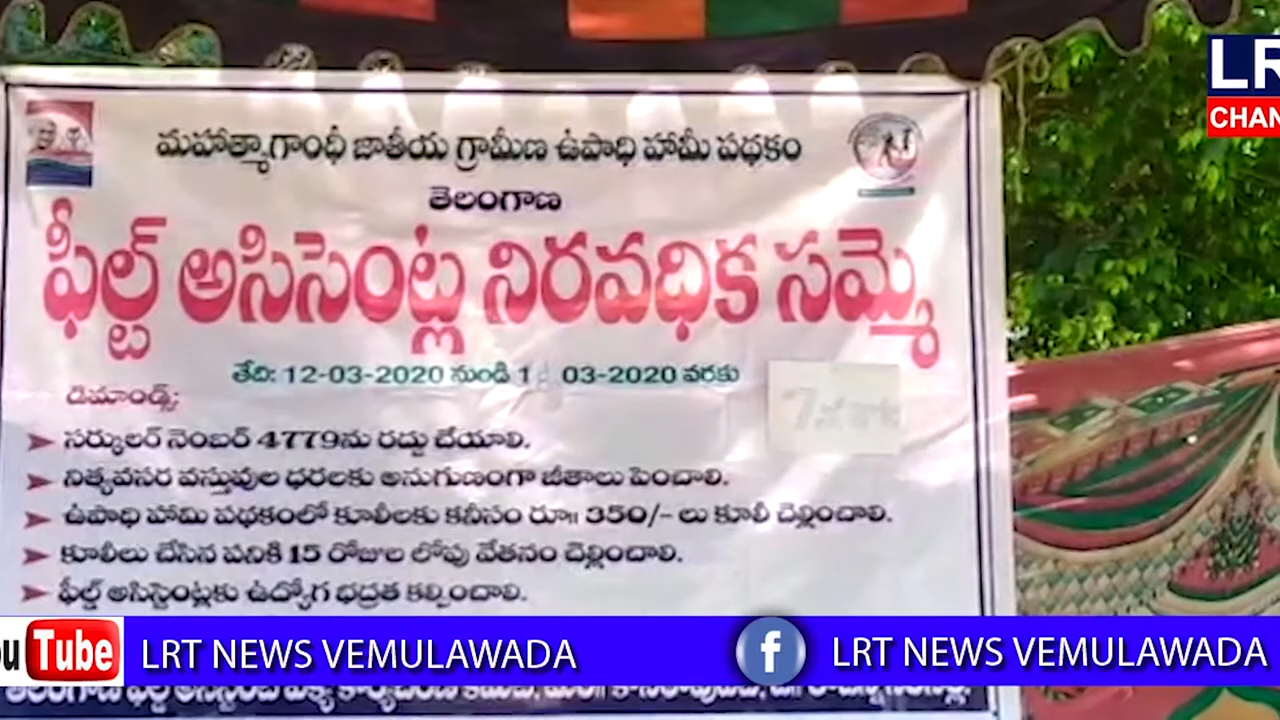 LR
CHAN
మహాత్మాగాంధీ జాతీయ గ్రామీణ ఉపాధి హామీ పథకం
తెలంగాణ
ఫీల్ట్ అసిసెంట్ల నిరవధిక సమ్మె
తేది: 12-03-2020 నుండి 1 03-2020 వరకు
డిమాండ్స్:
సర్కులర్ నెంబర్ 4779ను రద్దు చేయాలి.
నిత్యవసర వస్తువుల ధరలకు అనుగుణంగా జీతాలు పెంచాలి.
ఉపాధి హామి పథకంలో కూలీలకు కనీసం రూ॥ 350/- లు కూలీ చెల్లించాలి.
కూలీలు చేసిన పనికి 15 రోజుల లోపు వేతనం చెల్లించాలి.
ఫీల్డ్ అసిస్టెంట్లకు ఉద్యోగ భద్రత కల్పించాలి.
ou Tube LRT NEWS VEMULAWADA f LRT NEWS VEMULAWADA
తెలంగాణ ఫీల్డ్